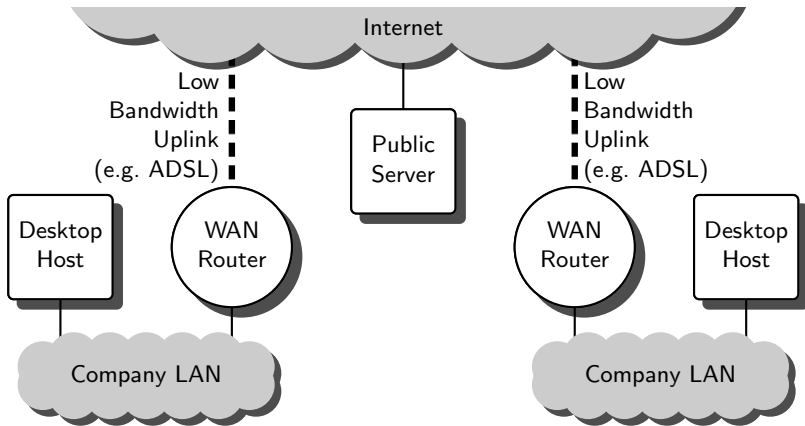 Internet
Low
Bandwidth
Uplink
(e.g. ADSL)
Public
Server
Low
Bandwidth
Uplink
(e.g. ADSL)
Desktop
Host
WAN
Router
WAN
Router
Desktop
Host
Company LAN
Company LAN